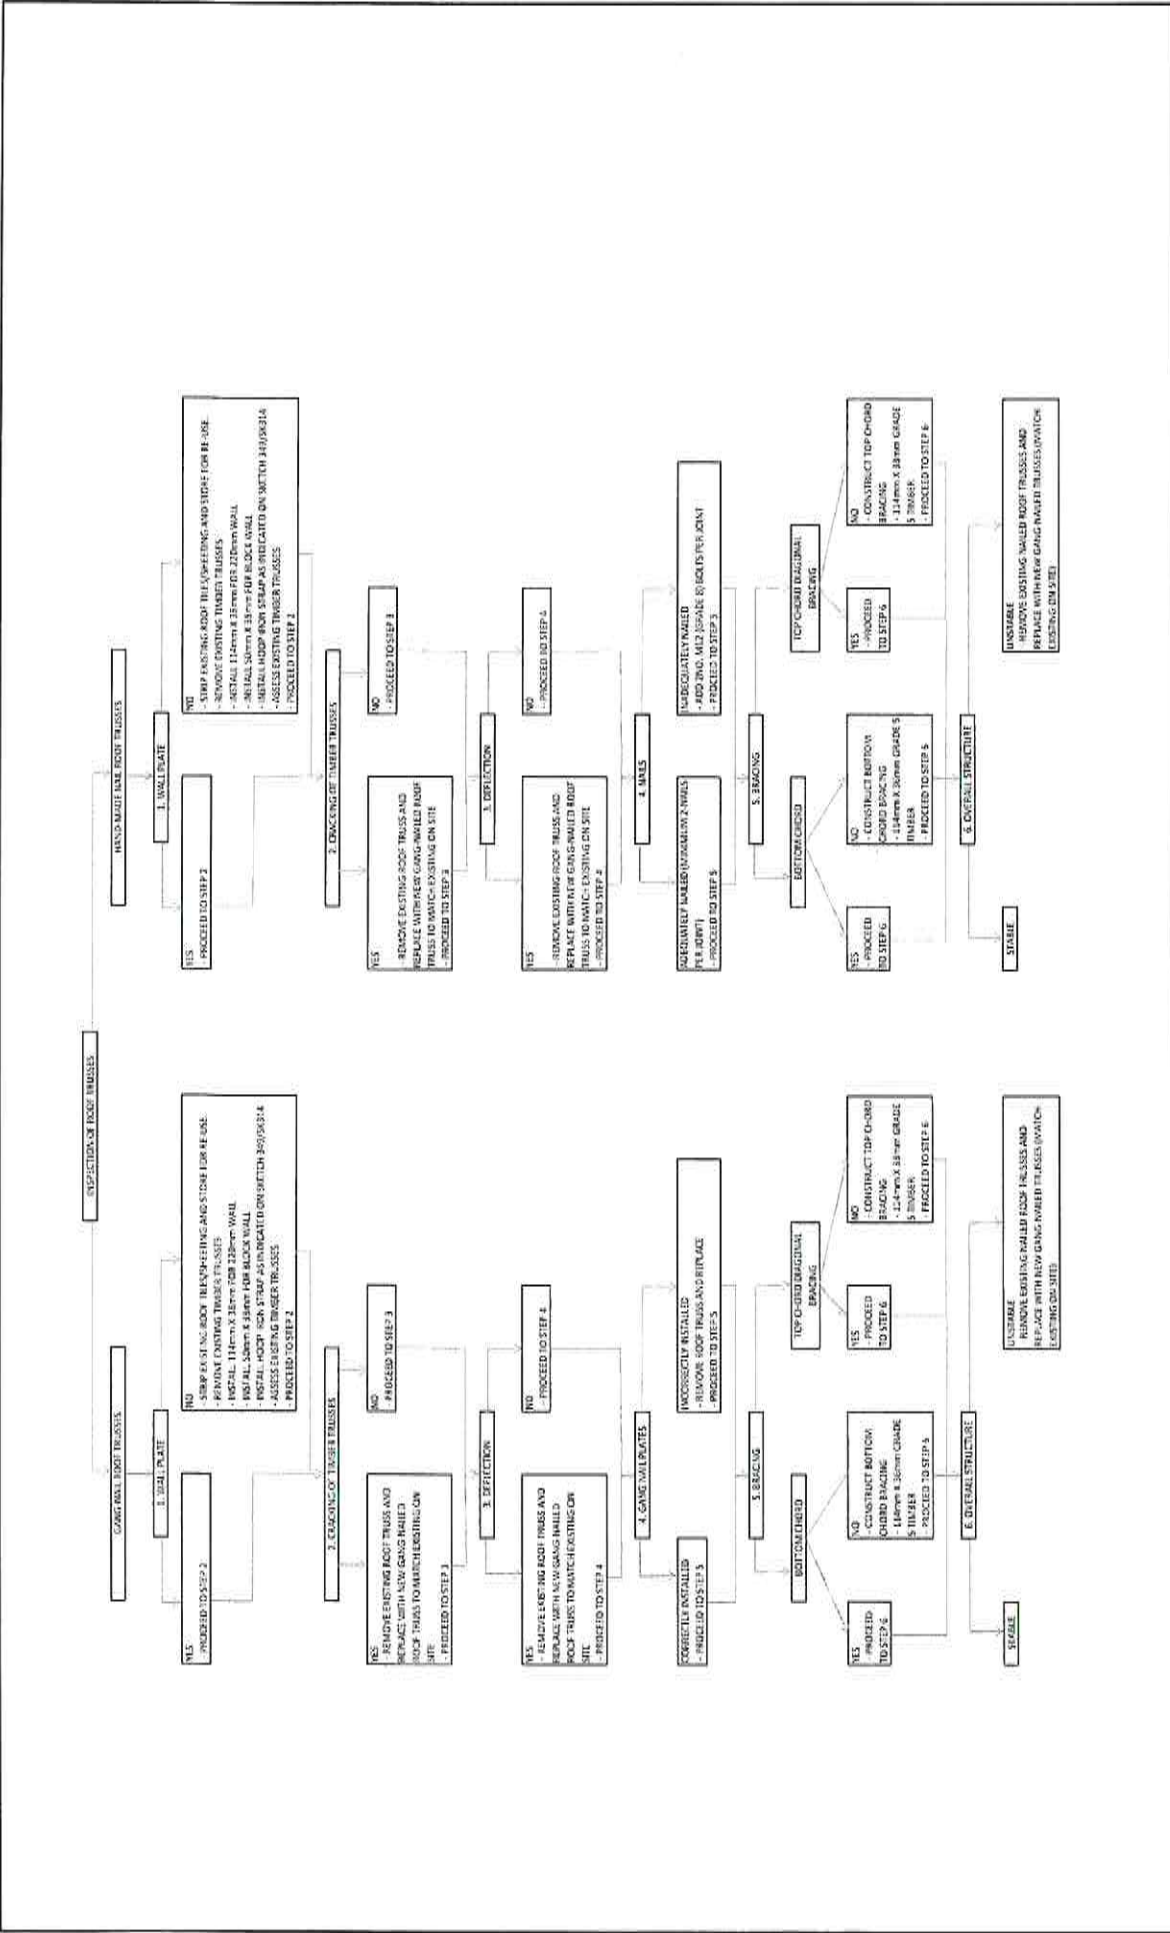 INSPECTION OF ROOF TRUSSES
GANG NAIL ROOF TRUSSES
1. WALL PLATE
YES
- PROCEED TO STEP 2
NO
- STRIP EXISTING ROOF TILES/SHEETING AND STORE FOR RE-USE.
- REMOVE EXISTING TIMBER TRUSSES
- INSTALL 114mm X 38mm FOR 220mm WALL
- INSTALL 50mm X 38mm FOR BLOCK WALL
- INSTALL HOOP IRON STRAP AS INDICATED ON SKETCH 349/SK314
- ASSESS EXISTING TIMBER TRUSSES
- PROCEED TO STEP 2
2. CRACKING OF TIMBER TRUSSES
YES
- REMOVE EXISTING ROOF TRUSS AND
REPLACE WITH NEW GANG NAILED
ROOF TRUSS TO MATCH EXISTING ON
SITE
- PROCEED TO STEP 3
NO
- PROCEED TO STEP 3
3. DEFLECTION
YES
- REMOVE EXISTING ROOF TRUSS AND
REPLACE WITH NEW GANG NAILED
ROOF TRUSS TO MATCH EXISTING ON
SITE
- PROCEED TO STEP 4
NO
- PROCEED TO STEP 4
4. GANG NAIL PLATES
CORRECTLY INSTALLED
- PROCEED TO STEP 5
INCORRECTLY INSTALLED
- REMOVE ROOF TRUSS AND REPLACE
- PROCEED TO STEP 5
5. BRACING
BOTTOM CHORD
YES
- PROCEED
TO STEP 6
NO
- CONSTRUCT BOTTOM
CHORD BRACING
- 114mm X 36mm GRADE
5 TIMBER
- PROCEED TO STEP 6
TOP CHORD DIAGONAL
BRACING
YES
- PROCEED
TO STEP 6
NO
- CONSTRUCT TOP CHORD
BRACING
- 114mm X 38mm GRADE
5 TIMBER
- PROCEED TO STEP 6
6. OVERALL STRUCTURE
STABLE
UNSTABLE
- REMOVE EXISTING NAILED ROOF TRUSSES AND
REPLACE WITH NEW GANG NAILED TRUSSES (MATCH
EXISTING ON SITE)
HAND-MADE NAIL ROOF TRUSSES
1. WALL PLATE
YES
- PROCEED TO STEP 2
NO
- STRIP EXISTING ROOF TILES/SHEETING AND STORE FOR RE-USE.
- REMOVE EXISTING TIMBER TRUSSES
- INSTALL 114mm X 38mm FOR 220mm WALL
- INSTALL 50mm X 38mm FOR BLOCK WALL
- INSTALL HOOP IRON STRAP AS INDICATED ON SKETCH 349/SK314
- ASSESS EXISTING TIMBER TRUSSES
- PROCEED TO STEP 2
2. CRACKING OF TIMBER TRUSSES
YES
- REMOVE EXISTING ROOF TRUSS AND
REPLACE WITH NEW GANG-NAILED ROOF
TRUSS TO MATCH EXISTING ON SITE
- PROCEED TO STEP 3
NO
- PROCEED TO STEP 3
3. DEFLECTION
YES
- REMOVE EXISTING ROOF TRUSS AND
REPLACE WITH NEW GANG-NAILED ROOF
TRUSS TO MATCH EXISTING ON SITE
- PROCEED TO STEP 4
NO
- PROCEED TO STEP 4
4. NAILS
ADEQUATELY NAILED (MINIMUM 2-NAILS
PER JOINT)
- PROCEED TO STEP 5
INADEQUATELY NAILED
- ADD 2NO. M12 (GRADE 8) BOLTS PER JOINT
- PROCEED TO STEP 5
5. BRACING
BOTTOM CHORD
YES
- PROCEED
TO STEP 6
NO
- CONSTRUCT BOTTOM
CHORD BRACING
- 114mm X 36mm GRADE 5
TIMBER
- PROCEED TO STEP 6
TOP CHORD DIAGONAL
BRACING
YES
- PROCEED
TO STEP 6
NO
- CONSTRUCT TOP CHORD
BRACING
- 114mm X 38mm GRADE
5 TIMBER
- PROCEED TO STEP 6
6. OVERALL STRUCTURE
STABLE
UNSTABLE
- REMOVE EXISTING NAILED ROOF TRUSSES AND
REPLACE WITH NEW GANG NAILED TRUSSES (MATCH
EXISTING ON SITE)